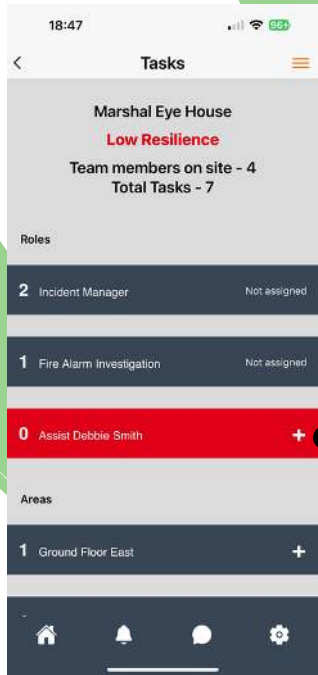 18:47
96+
Tasks
Marshal Eye House
Low Resilience
Team members on site - 4
Total Tasks - 7
Roles
2 Incident Manager Not assigned
1 Fire Alarm Investigation Not assigned
0 Assist Debbie Smith +
Areas
1 Ground Floor East +